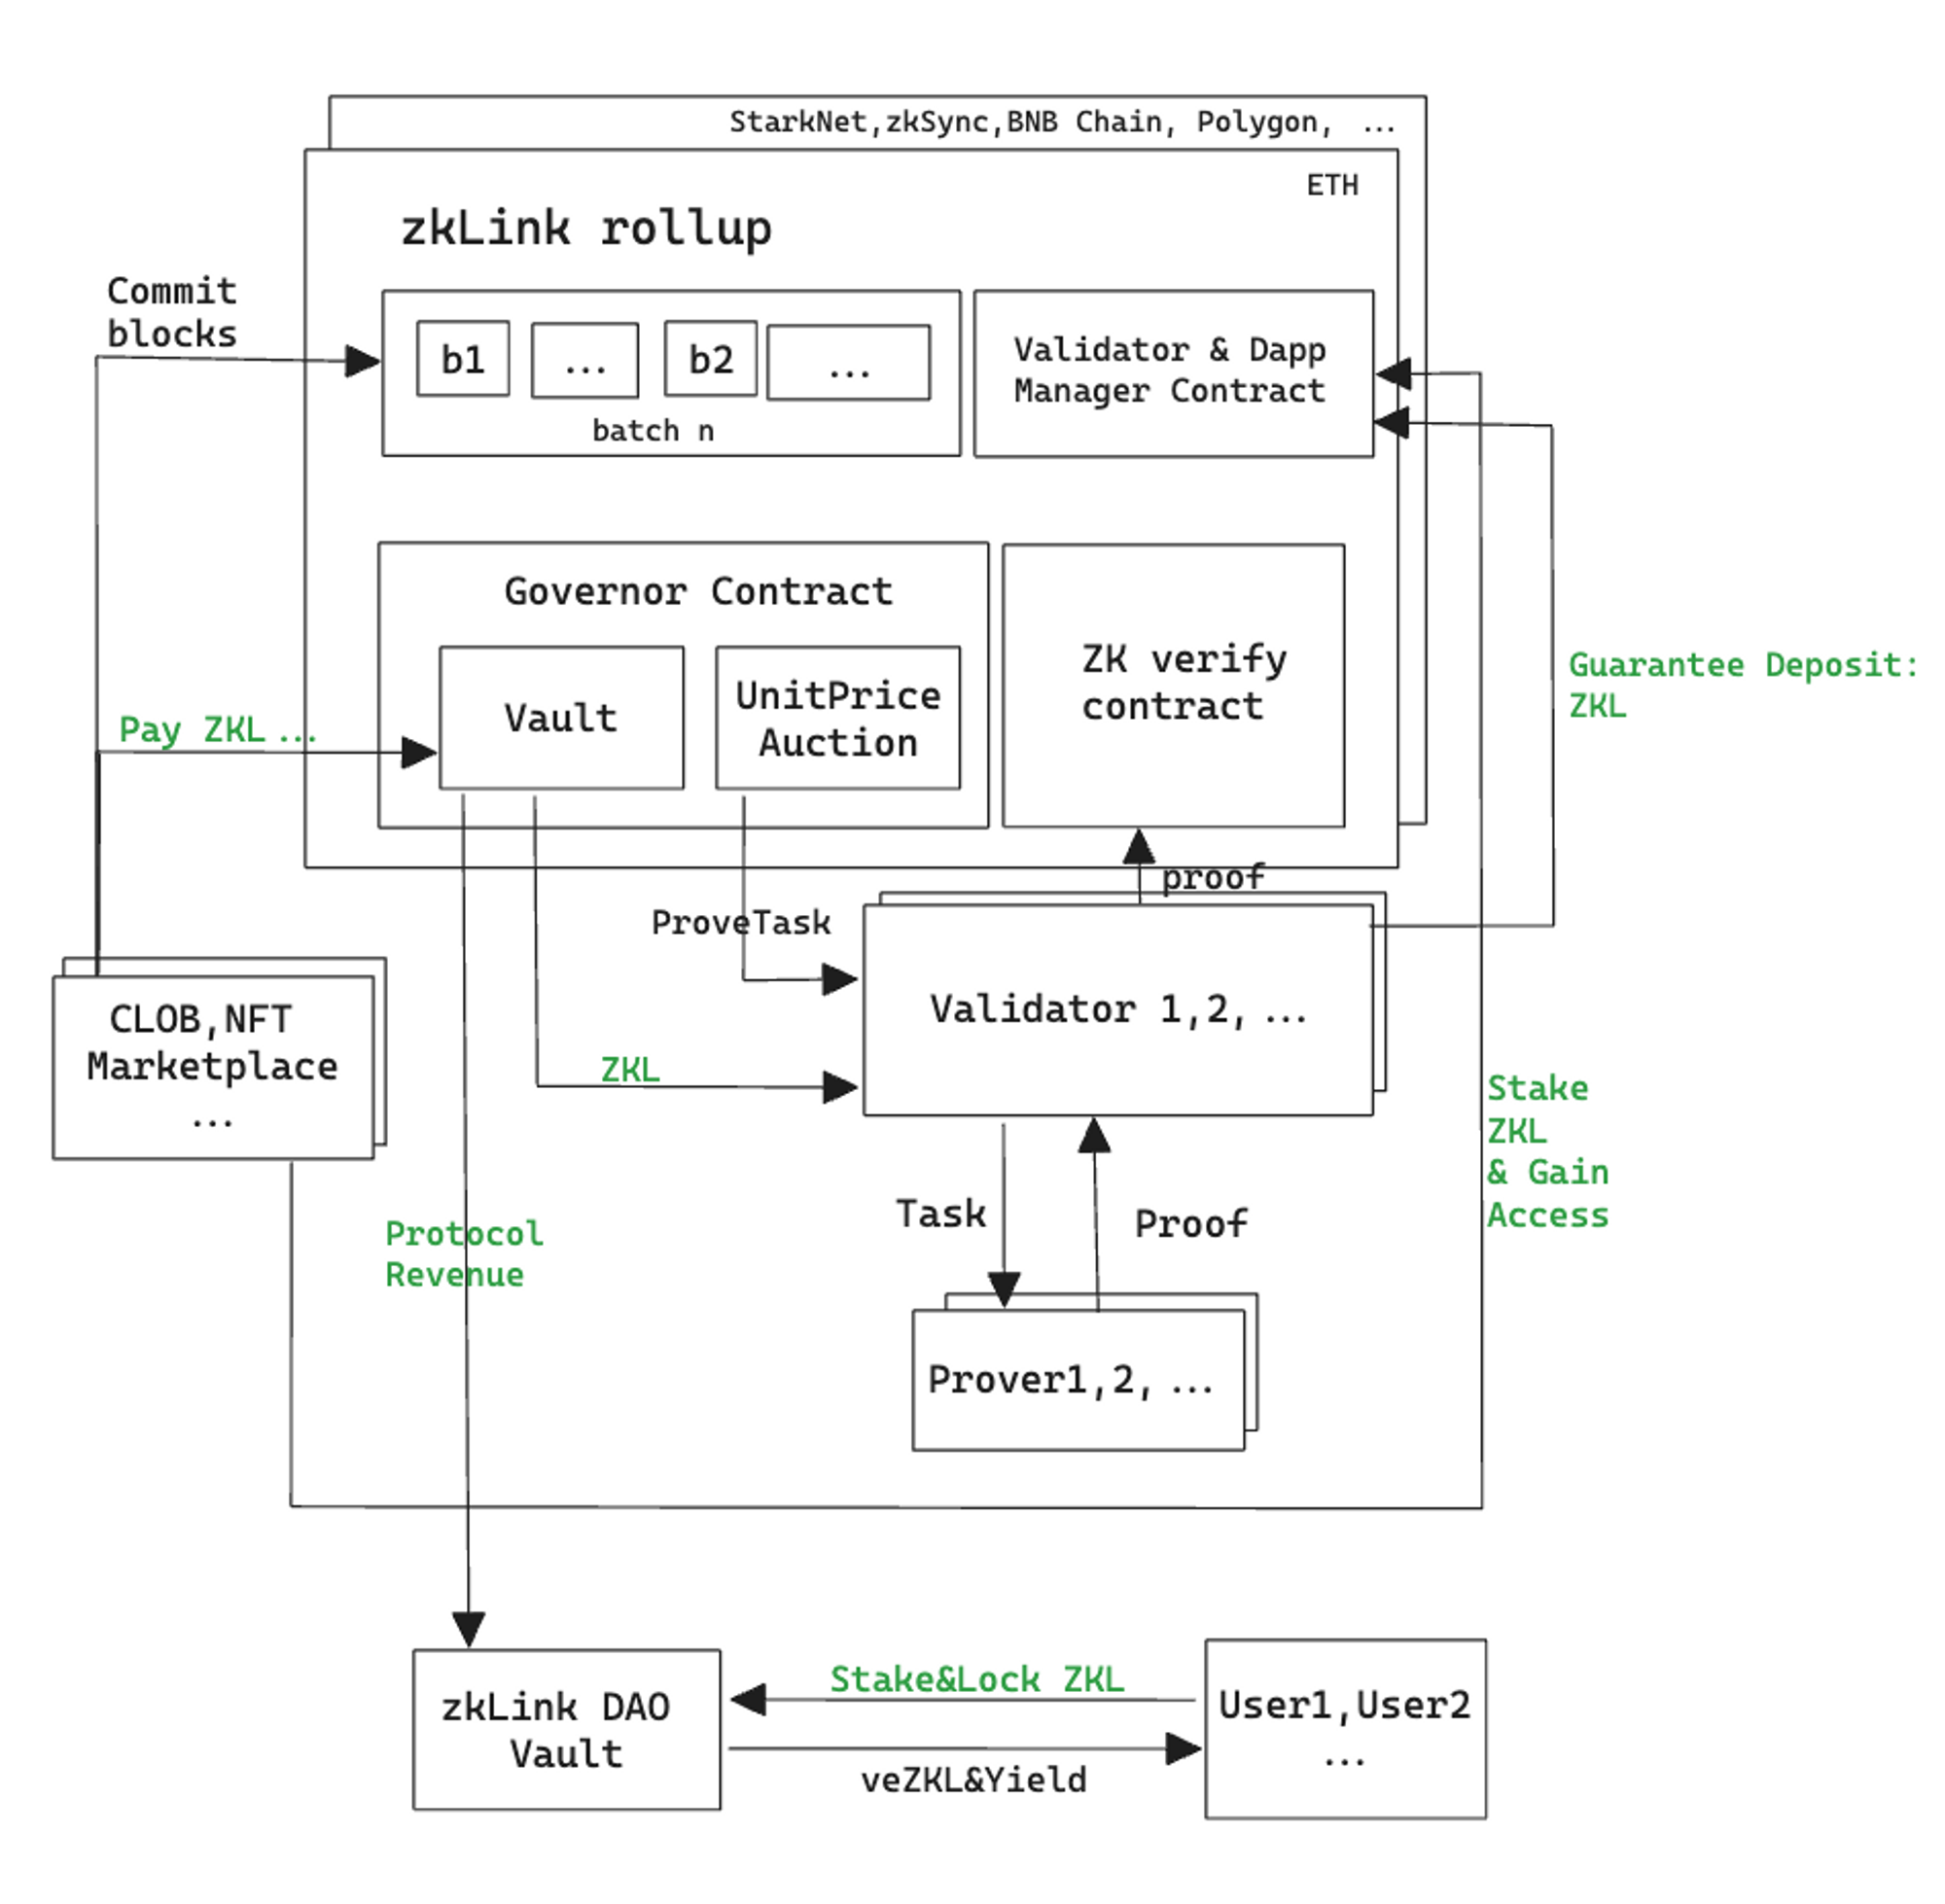 StarkNet,zkSync,BNB Chain, Polygon, ...
ETH
zkLink rollup
Commit
blocks
b1
...
b2
...
batch n
Validator & Dapp
Manager Contract
Governor Contract
Vault
UnitPrice
Auction
ZK verify
contract
Guarantee Deposit:
ZKL
Pay ZKL ...
proof
ProveTask
Validator 1,2, ...
CLOB,NFT
Marketplace
...
ZKL
Stake
ZKL
& Gain
Access
Task
Proof
Protocol
Revenue
Prover1,2, ...
zkLink DAO
Vault
Stake&Lock ZKL
veZKL&Yield
User1,User2
...